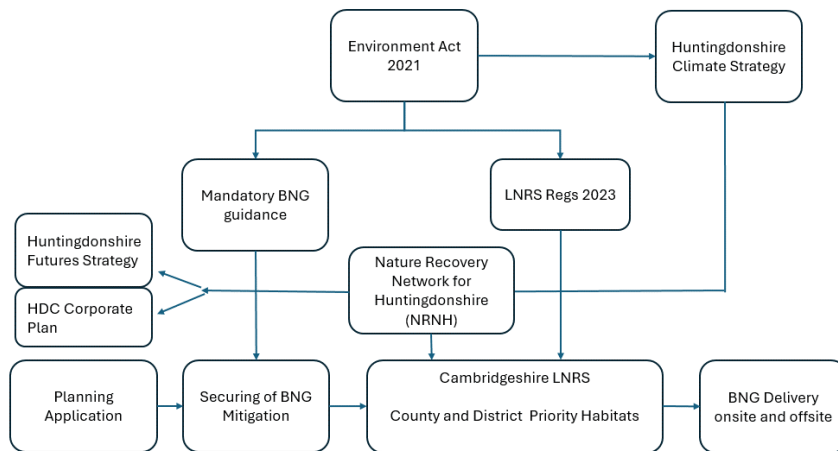 Environment Act
2021
Huntingdonshire
Climate Strategy
Mandatory BNG
guidance
LNRS Regs 2023
Huntingdonshire
Futures Strategy
Nature Recovery
Network for
Huntingdonshire
(NRNH)
HDC Corporate
Plan
Planning
Application
Securing of BNG
Mitigation
Cambridgeshire LNRS
County and District Priority Habitats
BNG Delivery
onsite and offsite